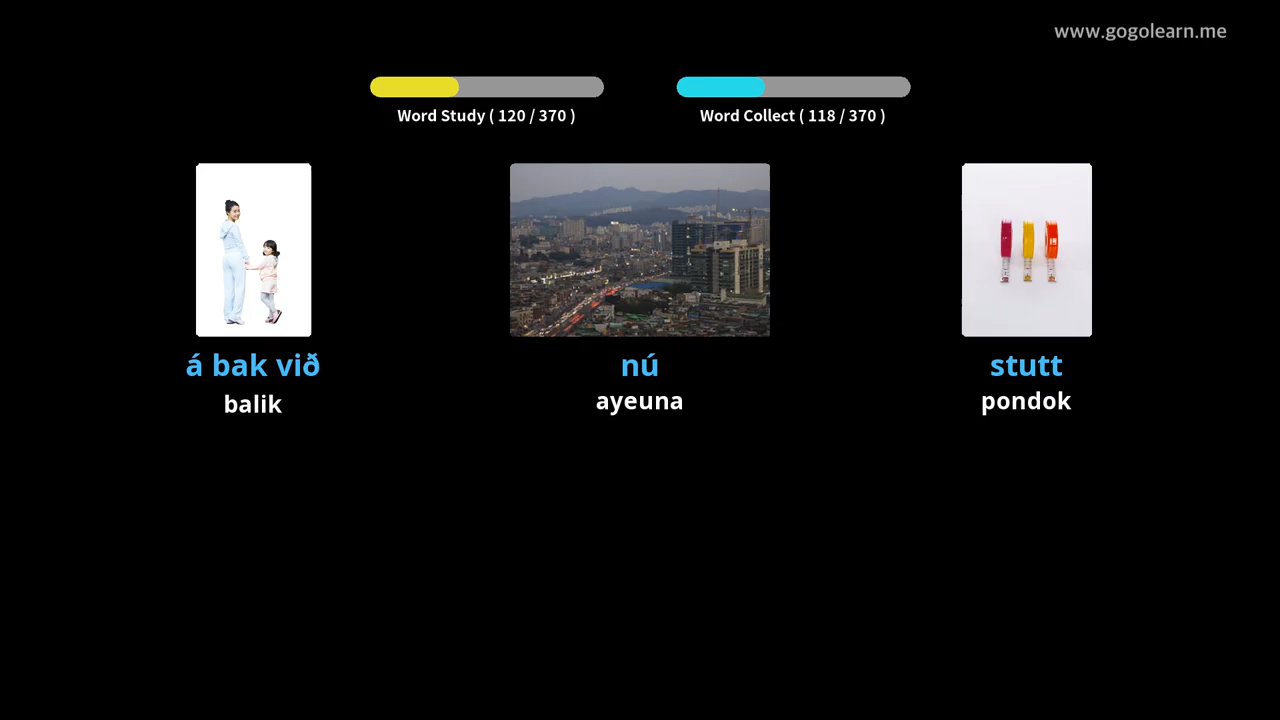 www.gogolearn.me
Word Study ( 120 / 370 )
Word Collect ( 118 / 370 )
á bak við
nú
stutt
balik
ayeuna
pondok